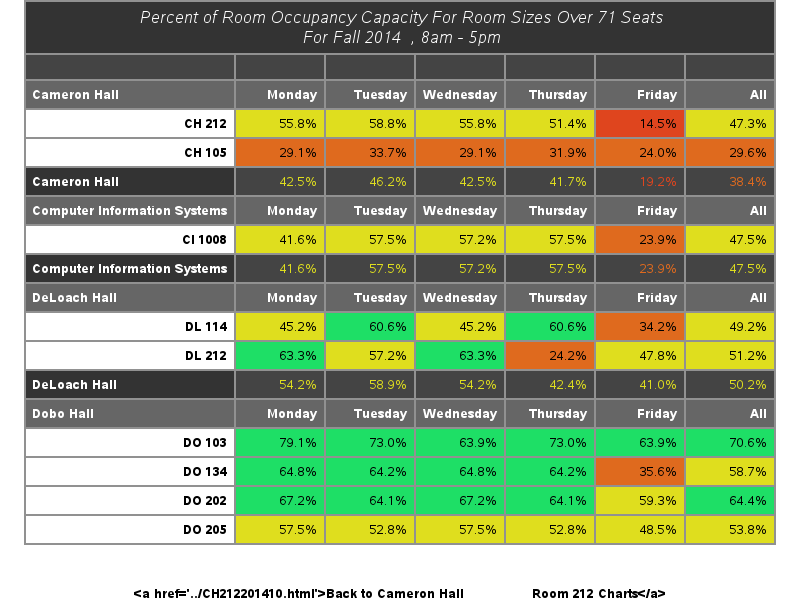 Percent of Room Occupancy Capacity For Room Sizes Over 71 Seats
For Fall 2014 , 8am - 5pm
Cameron Hall Monday Tuesday Wednesday Thursday Friday All
CH 212 55.8% 58.8% 55.8% 51.4% 14.5% 47.3%
CH 105 29.1% 33.7% 29.1% 31.9% 24.0% 29.6%
Cameron Hall 42.5% 46.2% 42.5% 41.7% 19.2% 38.4%
Computer Information Systems Monday Tuesday Wednesday Thursday Friday All
CI 1008 41.6% 57.5% 57.2% 57.5% 23.9% 47.5%
Computer Information Systems 41.6% 57.5% 57.2% 57.5% 23.9% 47.5%
DeLoach Hall Monday Tuesday Wednesday Thursday Friday All
DL 114 45.2% 60.6% 45.2% 60.6% 34.2% 49.2%
DL 212 63.3% 57.2% 63.3% 24.2% 47.8% 51.2%
DeLoach Hall 54.2% 58.9% 54.2% 42.4% 41.0% 50.2%
Dobo Hall Monday Tuesday Wednesday Thursday Friday All
DO 103 79.1% 73.0% 63.9% 73.0% 63.9% 70.6%
DO 134 64.8% 64.2% 64.8% 64.2% 35.6% 58.7%
DO 202 67.2% 64.1% 67.2% 64.1% 59.3% 64.4%
DO 205 57.5% 52.8% 57.5% 52.8% 48.5% 53.8%
<a href='../CH212201410.html'>Back to Cameron Hall Room 212 Charts</a>